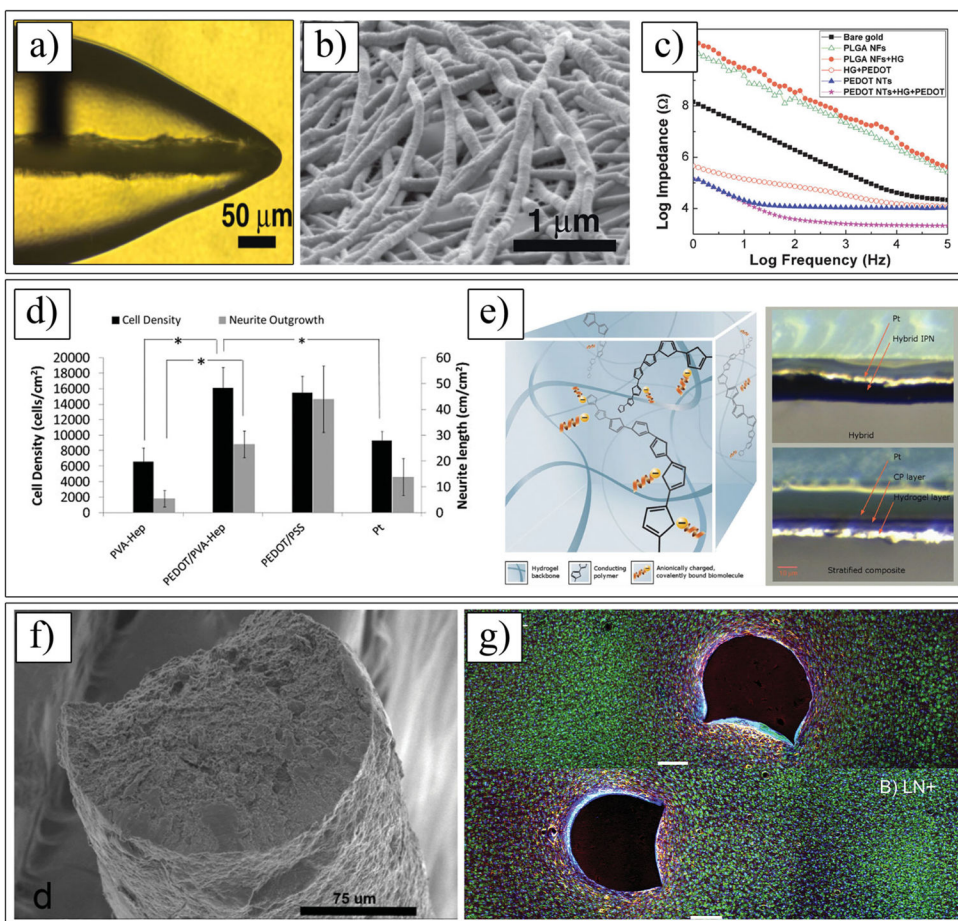 a)
50 μm
b)
1 μm
c)
Bare gold
PLGA NFs
PLGA NFs+HG
HG+PEDOT
PEDOT NTs
PEDOT NTs+HG+PEDOT
Log Impedance (Ω)
8
6
4
0 1 2 3 4 5
Log Frequency (Hz)
d)
Cell Density
Neurite Outgrowth
* * *
Cell Density (cells/cm²)
20000
18000
16000
14000
12000
10000
8000
6000
4000
2000
0
60
50
40
30
20
10
0
Neurite length (cm/cm²)
PVA-Hep
PEDOT/PVA-Hep
PEDOT/PSS
Pt
e)
Hydrogel backbone
Conducting polymer
Anionically charged, covalently bound biomolecule
Pt
Hybrid IPN
Hybrid
Pt
CP layer
Hydrogel layer
Stratified composite
f)
d
75 um
g)
B) LN+